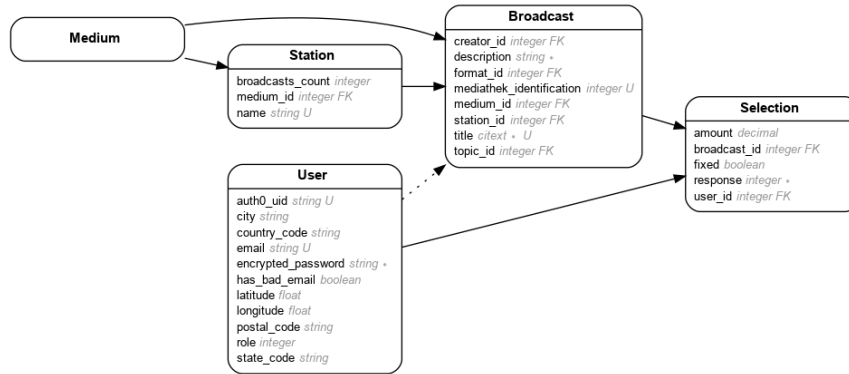 Medium
Station
broadcasts_count integer
medium_id integer FK
name string U
Broadcast
creator_id integer FK
description string *
format_id integer FK
mediathek_identification integer U
medium_id integer FK
station_id integer FK
title citext * U
topic_id integer FK
User
auth0_uid string U
city string
country_code string
email string U
encrypted_password string *
has_bad_email boolean
latitude float
longitude float
postal_code string
role integer
state_code string
Selection
amount decimal
broadcast_id integer FK
fixed boolean
response integer *
user_id integer FK